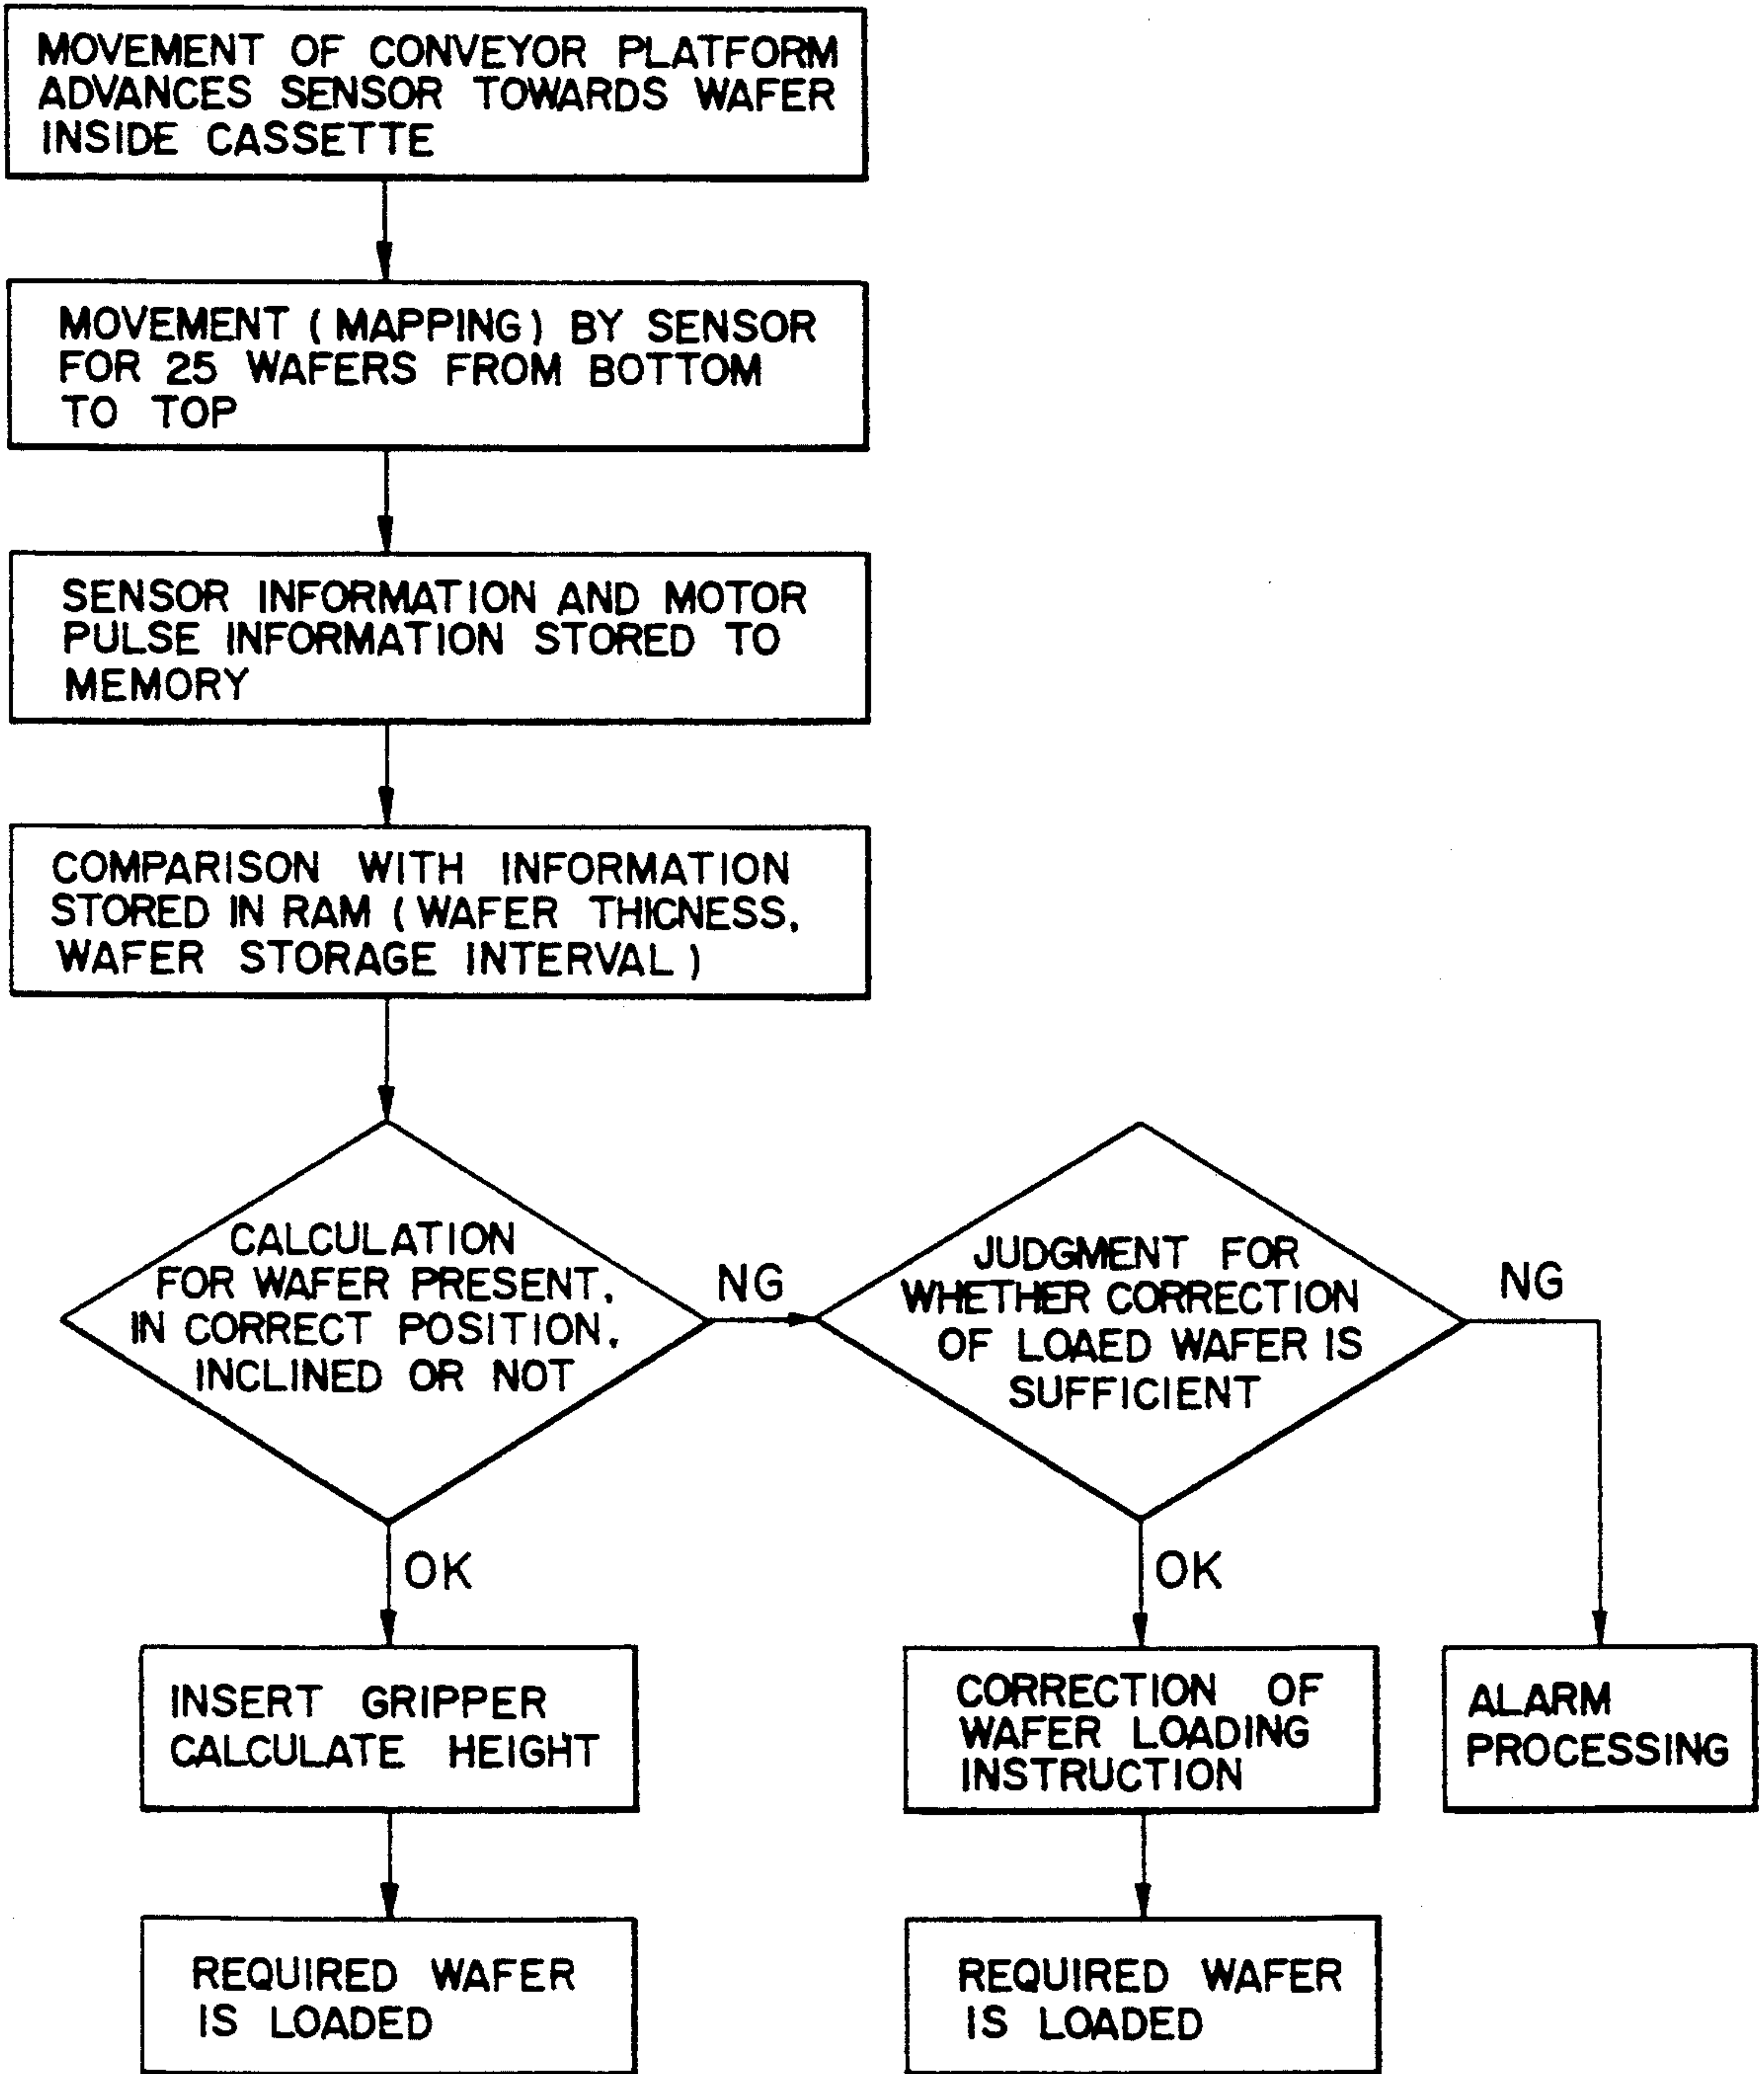 MOVEMENT OF CONVEYOR PLATFORM
ADVANCES SENSOR TOWARDS WAFER
INSIDE CASSETTE
MOVEMENT (MAPPING) BY SENSOR
FOR 25 WAFERS FROM BOTTOM
TO TOP
SENSOR INFORMATION AND MOTOR
PULSE INFORMATION STORED TO
MEMORY
COMPARISON WITH INFORMATION
STORED IN RAM (WAFER THICNESS,
WAFER STORAGE INTERVAL)
CALCULATION
FOR WAFER PRESENT,
IN CORRECT POSITION,
INCLINED OR NOT
NG
JUDGMENT FOR
WHETHER CORRECTION
OF LOAED WAFER IS
SUFFICIENT
NG
OK
OK
INSERT GRIPPER
CALCULATE HEIGHT
CORRECTION OF
WAFER LOADING
INSTRUCTION
ALARM
PROCESSING
REQUIRED WAFER
IS LOADED
REQUIRED WAFER
IS LOADED